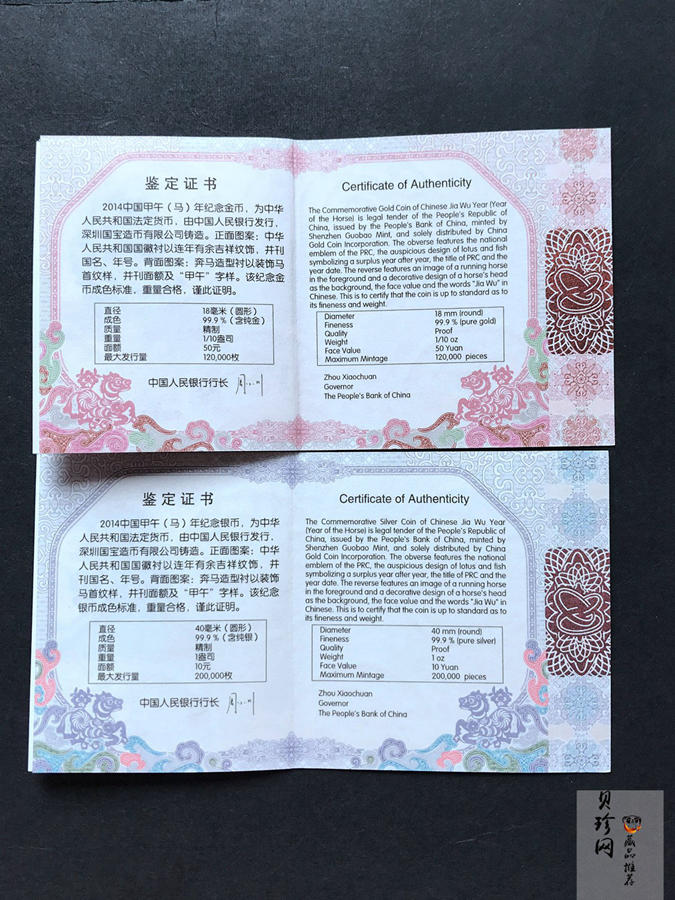 鉴定证书
2014中国甲午（马）年纪念金币，为中华
人民共和国法定货币，由中国人民银行发行，
深圳国宝造币有限公司铸造。正面图案：中华
人民共和国国徽衬以连年有余吉祥纹饰，并刊
国名、年号。背面图案：奔马造型衬以装饰马
首纹样，并刊面额及“甲午”字样。该纪念金
币成色标准，重量合格，谨此证明。
直径 18毫米（圆形）
成色 99.9％（含纯金）
质量 精制
重量 1/10盎司
面额 50元
最大发行量 120,000枚
中国人民银行行长
Certificate of Authenticity
The Commemorative Gold Coin of Chinese Jia Wu Year (Year
of the Horse) is legal tender of the People's Republic of
China, issued by the People's Bank of China, minted by
Shenzhen Guobao Mint, and solely distributed by China
Gold Coin Incorporation. The obverse features the national
emblem of the PRC, the auspicious design of lotus and fish
symbolizing a surplus year after year, the title of PRC and the
year date. The reverse features an image of a running horse
in the foreground and a decorative design of a horse's head
as the background, the face value and the words "Jia Wu" in
Chinese. This is to certify that the coin is up to standard as to
its fineness and weight.
Diameter 18 mm (round)
Fineness 99.9 % (pure gold)
Quality Proof
Weight 1/10 oz
Face Value 50 Yuan
Maximum Mintage 120,000 pieces
Zhou Xiaochuan
Governor
The People's Bank of China
鉴定证书
2014中国甲午（马）年纪念银币，为中华
人民共和国法定货币，由中国人民银行发行，
深圳国宝造币有限公司铸造。正面图案：中华
人民共和国国徽衬以连年有余吉祥纹饰，并
刊国名、年号。背面图案：奔马造型衬以装饰
马首纹样，并刊面额及“甲午”字样。该纪念
银币成色标准，重量合格，谨此证明。
直径 40毫米（圆形）
成色 99.9％（含纯银）
质量 精制
重量 1盎司
面额 10元
最大发行量 200,000枚
中国人民银行行长
Certificate of Authenticity
The Commemorative Silver Coin of Chinese Jia Wu Year
(Year of the Horse) is legal tender of the People's Republic of
China, issued by the People's Bank of China, minted by
Shenzhen Guobao Mint, and solely distributed by China
Gold Coin Incorporation. The obverse features the national
emblem of the PRC, the auspicious design of lotus and fish
symbolizing a surplus year after year, the title of PRC and the
year date. The reverse features an image of a running horse
in the foreground and a decorative design of a horse's head
as the background, the face value and the words "Jia Wu" in
Chinese. This is to certify that the coin is up to standard as to
its fineness and weight.
Diameter 40 mm (round)
Fineness 99.9 % (pure silver)
Quality Proof
Weight 1 oz
Face Value 10 Yuan
Maximum Mintage 200,000 pieces
Zhou Xiaochuan
Governor
The People's Bank of China
贝珍网
藏品推荐